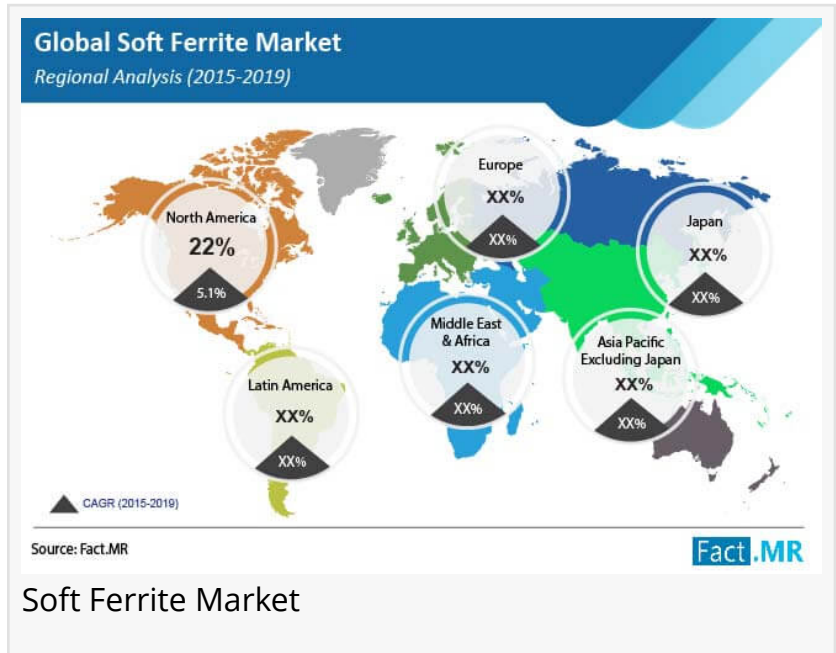 Global Soft Ferrite Market
Regional Analysis (2015-2019)
Europe
XX%
XX%
North America
22%
5.1%
Japan
XX%
XX%
Middle East
& Africa
XX%
XX%
Asia Pacific
Excluding Japan
XX%
XX%
Latin America
XX%
XX%
CAGR (2015-2019)
Source: Fact.MR
Fact.MR
Soft Ferrite Market